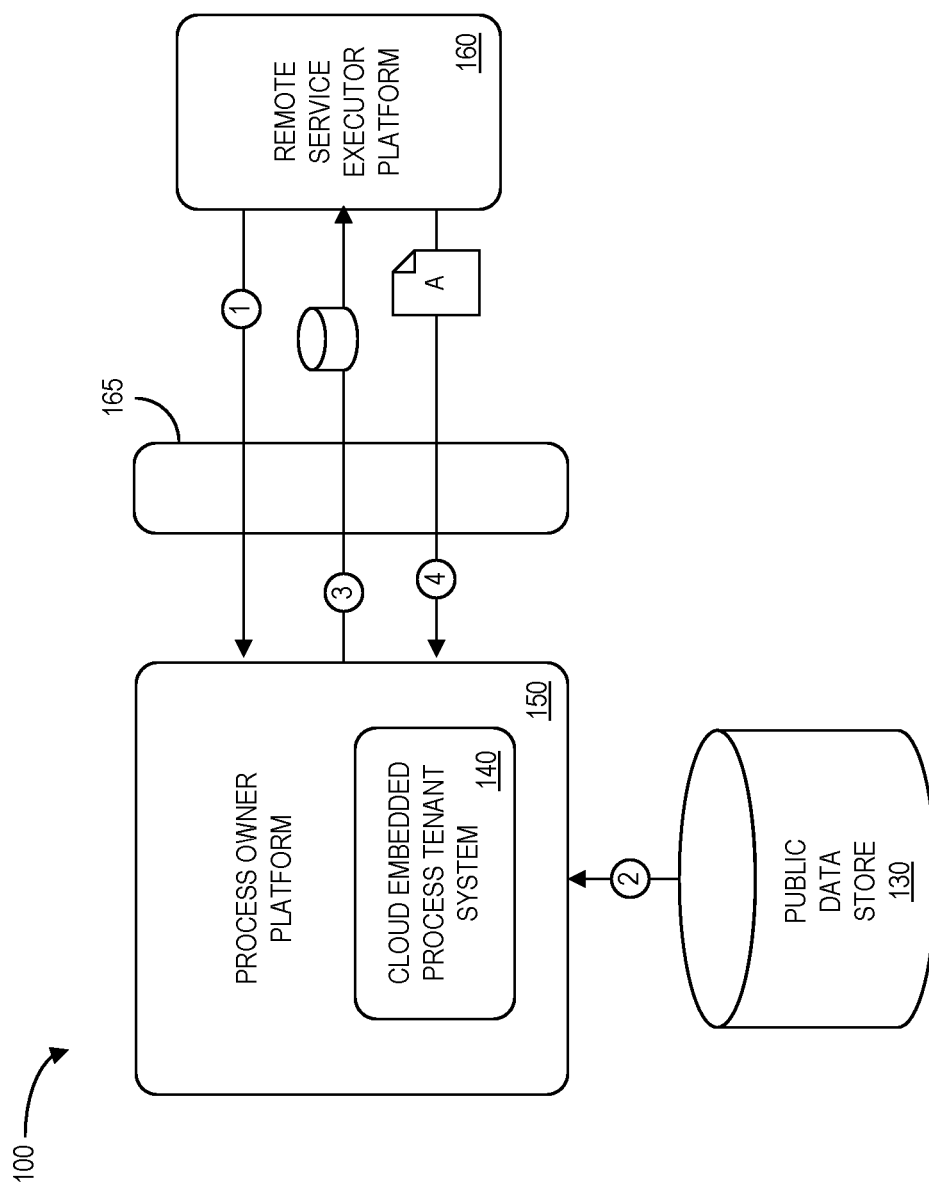 100
PROCESS OWNER
PLATFORM
150
CLOUD EMBEDDED
PROCESS TENANT
SYSTEM
140
165
1
3
4
A
REMOTE
SERVICE
EXECUTOR
PLATFORM
160
2
PUBLIC
DATA
STORE
130